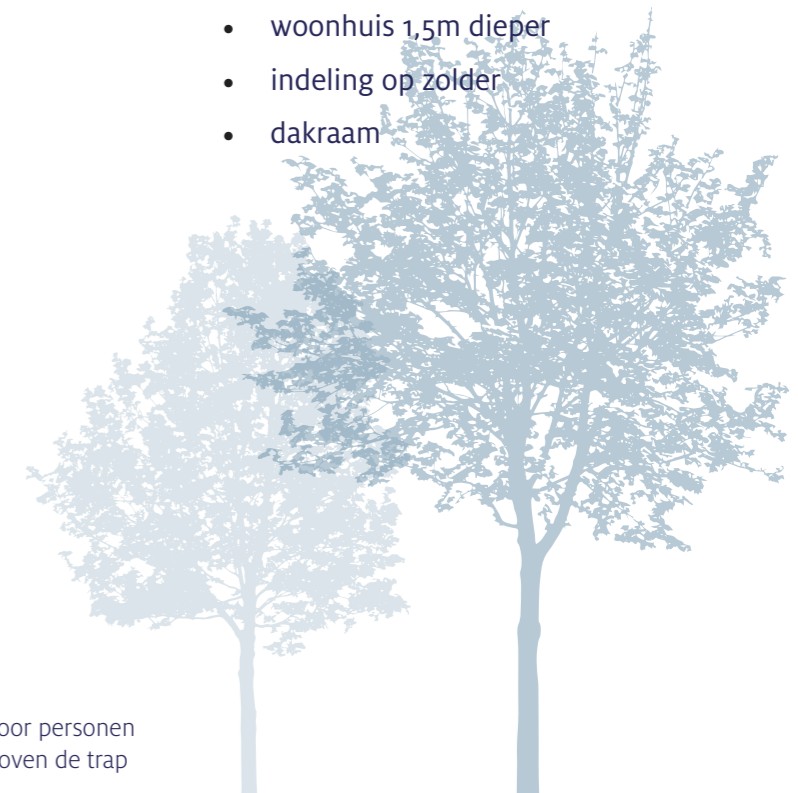 • woonhuis 1,5m dieper
• indeling op zolder
• dakraam
oor personen
oven de trap